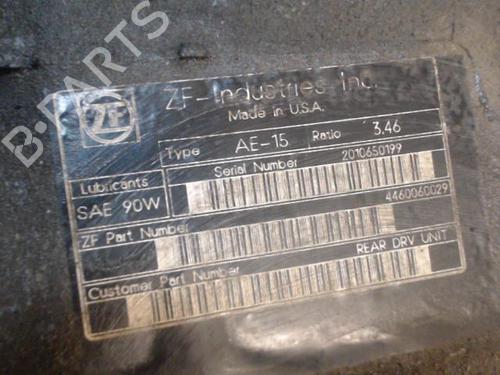 B-PARTS
ZF
ZF-Industries Inc.
Made in U.S.A.
Type AE-15 Ratio 3.46
Lubricants
SAE 90W
Serial Number 2010650199
ZF Part Number 4460060029
Customer Part Number REAR DRV UNIT